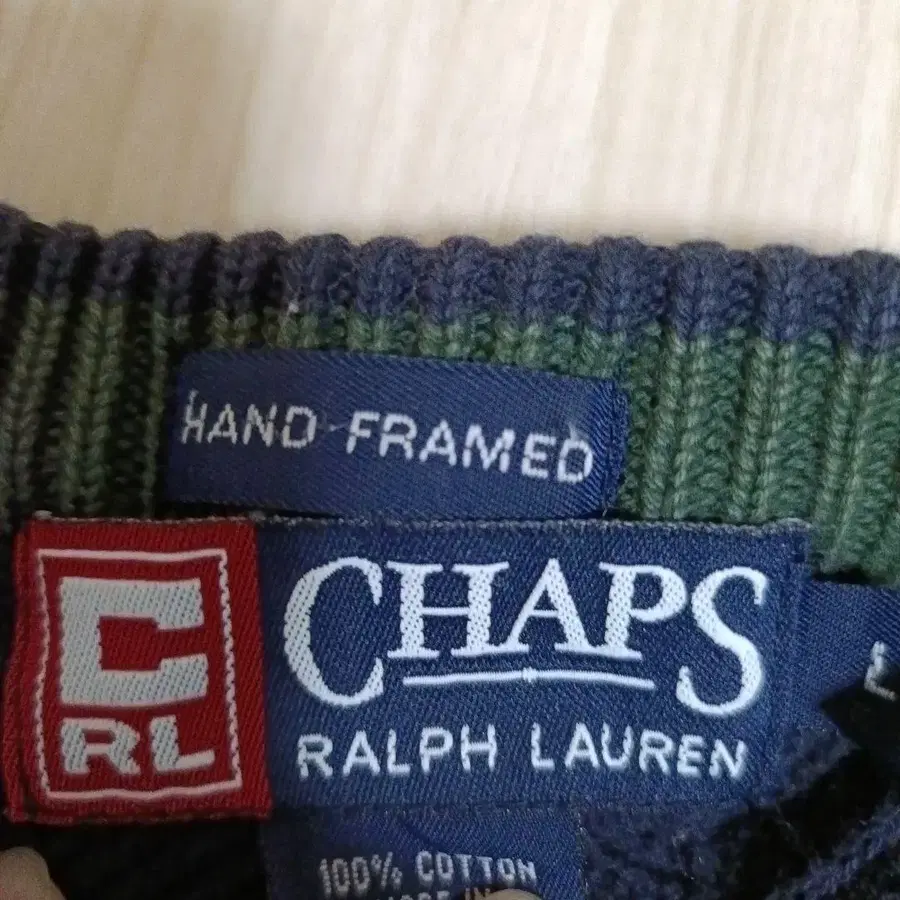 HAND-FRAMED
C
RL
CHAPS
RALPH LAUREN
L
100% COTTON